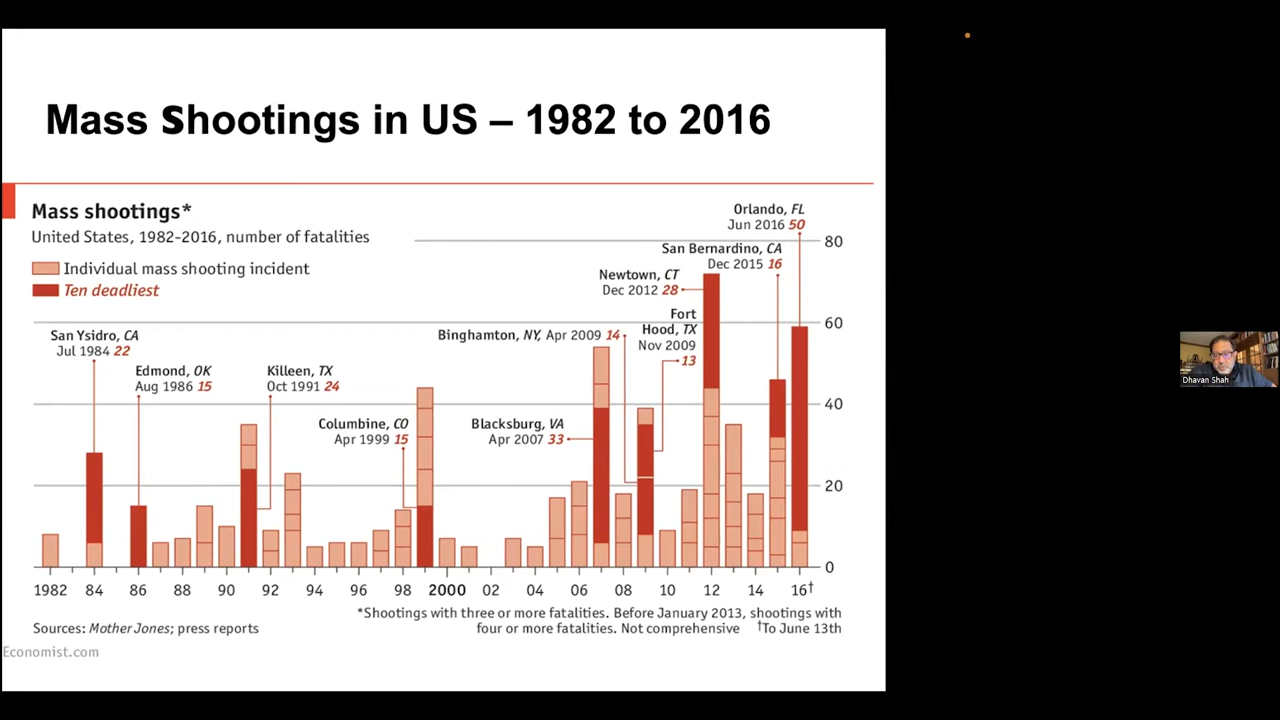 Mass Shootings in US – 1982 to 2016
Mass shootings*
United States, 1982-2016, number of fatalities
Individual mass shooting incident
Ten deadliest
San Ysidro, CA
Jul 1984 22
Edmond, OK
Aug 1986 15
Killeen, TX
Oct 1991 24
Columbine, CO
Apr 1999 15
Binghamton, NY, Apr 2009 14
Blacksburg, VA
Apr 2007 33
Newtown, CT
Dec 2012 28
Fort
Hood, TX
Nov 2009
13
San Bernardino, CA
Dec 2015 16
Orlando, FL
Jun 2016 50
80
60
40
20
0
1982 84 86 88 90 92 94 96 98 2000 02 04 06 08 10 12 14 16†
*Shootings with three or more fatalities. Before January 2013, shootings with
four or more fatalities. Not comprehensive †To June 13th
Sources: Mother Jones; press reports
Economist.com
Dhavan Shah